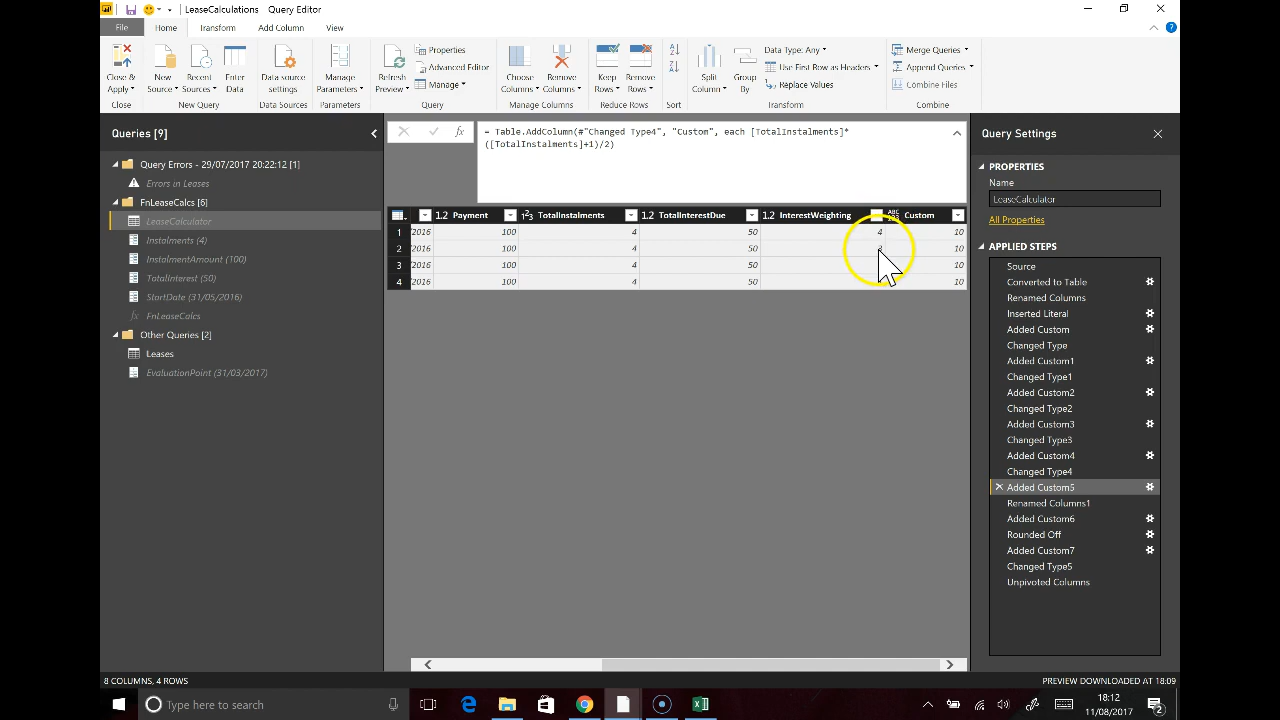 LeaseCalculations - Query Editor
File Home Transform Add Column View
Close & Apply New Source Recent Sources Enter Data Data source settings Manage Parameters Refresh Preview Properties Advanced Editor Manage Choose Columns Remove Columns Keep Rows Remove Rows Split Column Group By Data Type: Any Use First Row as Headers Replace Values Merge Queries Append Queries Combine Files
Close New Query Data Sources Parameters Query Manage Columns Reduce Rows Sort Transform Combine
Queries [9]
Query Errors - 29/07/2017 20:22:12 [1]
Errors in Leases
FnLeaseCalcs [6]
LeaseCalculator
Instalments (4)
InstalmentAmount (100)
TotalInterest (50)
StartDate (31/05/2016)
FnLeaseCalcs
Other Queries [2]
Leases
EvaluationPoint (31/03/2017)
= Table.AddColumn(#"Changed Type4", "Custom", each [TotalInstalments]*
([TotalInstalments]+1)/2)
1.2 Payment 123 TotalInstalments 1.2 TotalInterestDue 1.2 InterestWeighting ABC 123 Custom
1 /2016 100 4 50 4 10
2 /2016 100 4 50 10
3 /2016 100 4 50 10
4 /2016 100 4 50 10
Query Settings
PROPERTIES
Name
LeaseCalculator
All Properties
APPLIED STEPS
Source
Converted to Table
Renamed Columns
Inserted Literal
Added Custom
Changed Type
Added Custom1
Changed Type1
Added Custom2
Changed Type2
Added Custom3
Changed Type3
Added Custom4
Changed Type4
Added Custom5
Renamed Columns1
Added Custom6
Rounded Off
Added Custom7
Changed Type5
Unpivoted Columns
8 COLUMNS, 4 ROWS PREVIEW DOWNLOADED AT 18:09
Type here to search
18:12
11/08/2017
2